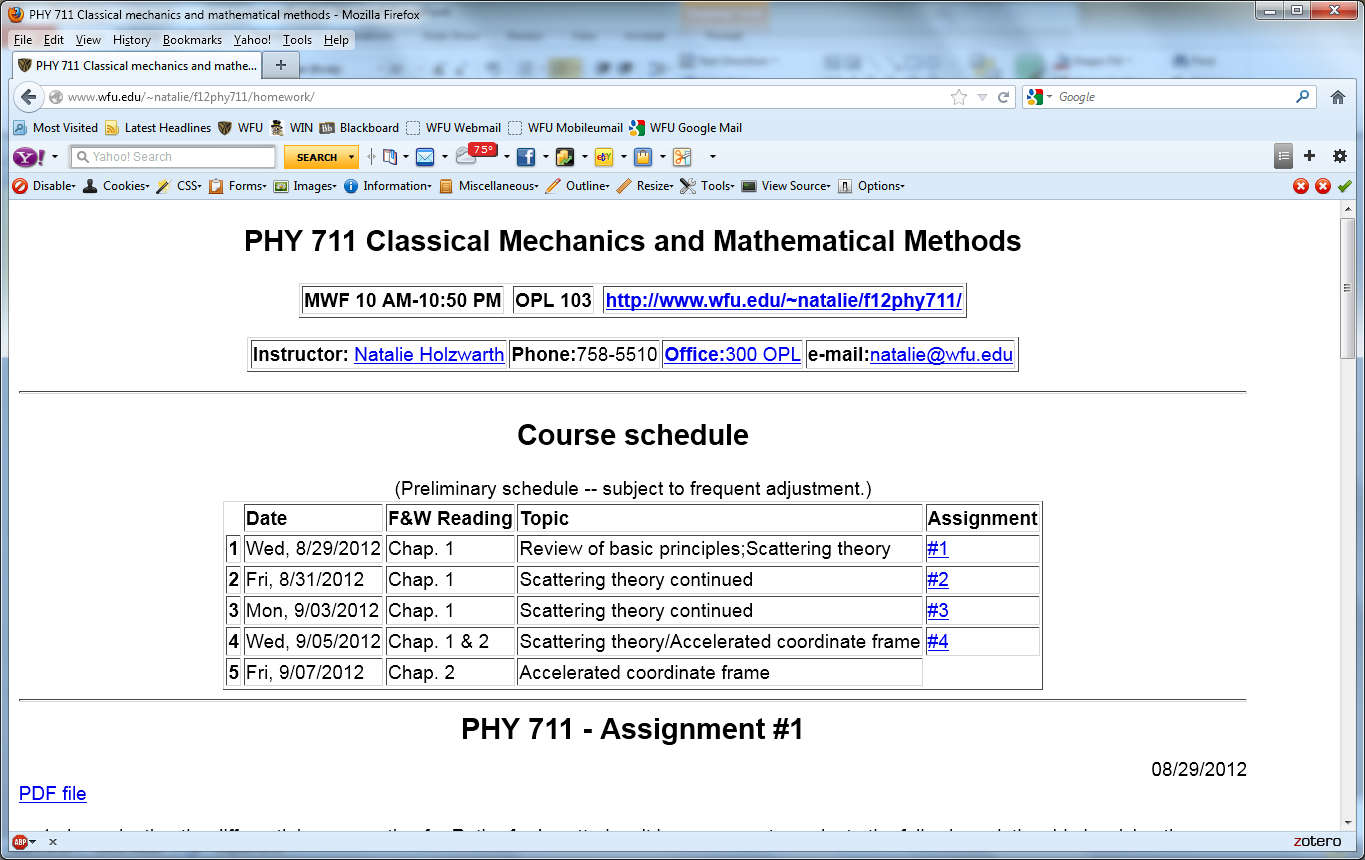 PHY 711 Classical mechanics and mathematical methods - Mozilla Firefox
File Edit View History Bookmarks Yahoo! Tools Help
PHY 711 Classical mechanics and mathe... +
www.wfu.edu/~natalie/f12phy711/homework/ Google
Most Visited Latest Headlines WFU WIN Bb Blackboard WFU Webmail WFU Mobileumail WFU Google Mail
Y! Yahoo! Search SEARCH 75° f eBY
Disable Cookies CSS Forms Images Information Miscellaneous Outline Resize Tools View Source Options
PHY 711 Classical Mechanics and Mathematical Methods
MWF 10 AM-10:50 PM OPL 103 http://www.wfu.edu/~natalie/f12phy711/
Instructor: Natalie Holzwarth Phone:758-5510 Office:300 OPL e-mail:natalie@wfu.edu
Course schedule
(Preliminary schedule -- subject to frequent adjustment.)
Date F&W Reading Topic Assignment
1 Wed, 8/29/2012 Chap. 1 Review of basic principles;Scattering theory #1
2 Fri, 8/31/2012 Chap. 1 Scattering theory continued #2
3 Mon, 9/03/2012 Chap. 1 Scattering theory continued #3
4 Wed, 9/05/2012 Chap. 1 & 2 Scattering theory/Accelerated coordinate frame #4
5 Fri, 9/07/2012 Chap. 2 Accelerated coordinate frame
PHY 711 - Assignment #1
08/29/2012
PDF file
ABP x zotero